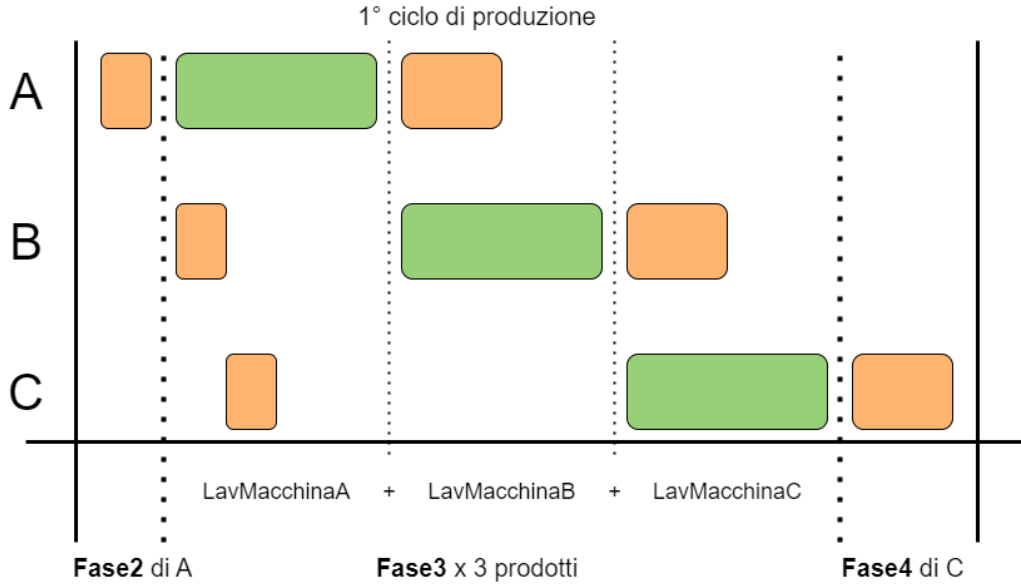 1° ciclo di produzione
A
B
C
LavMacchinaA + LavMacchinaB + LavMacchinaC
Fase2 di A Fase3 x 3 prodotti Fase4 di C